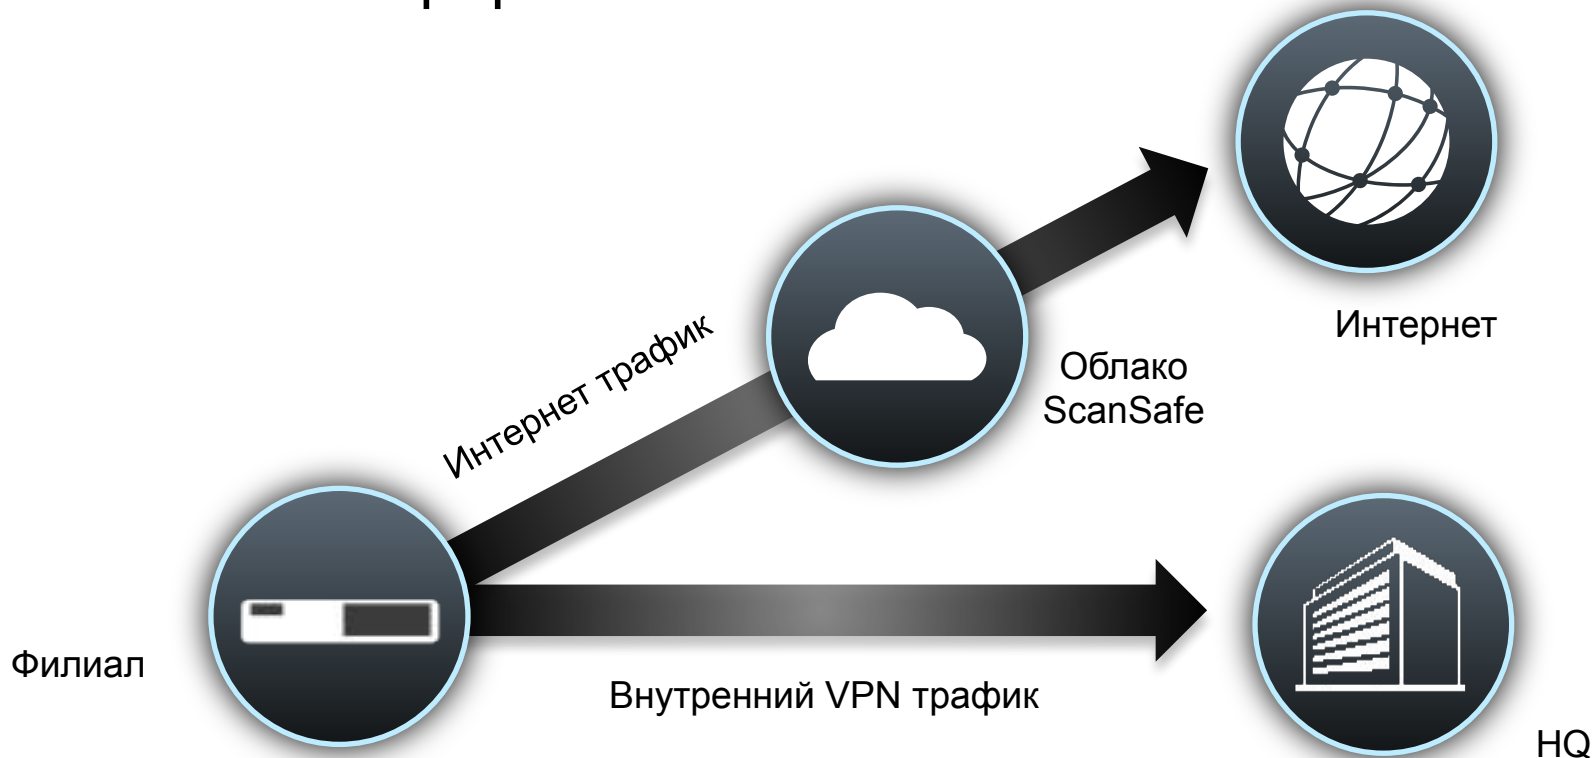 Интернет
Облако
ScanSafe
Интернет трафик
Филиал
Внутренний VPN трафик
HQ